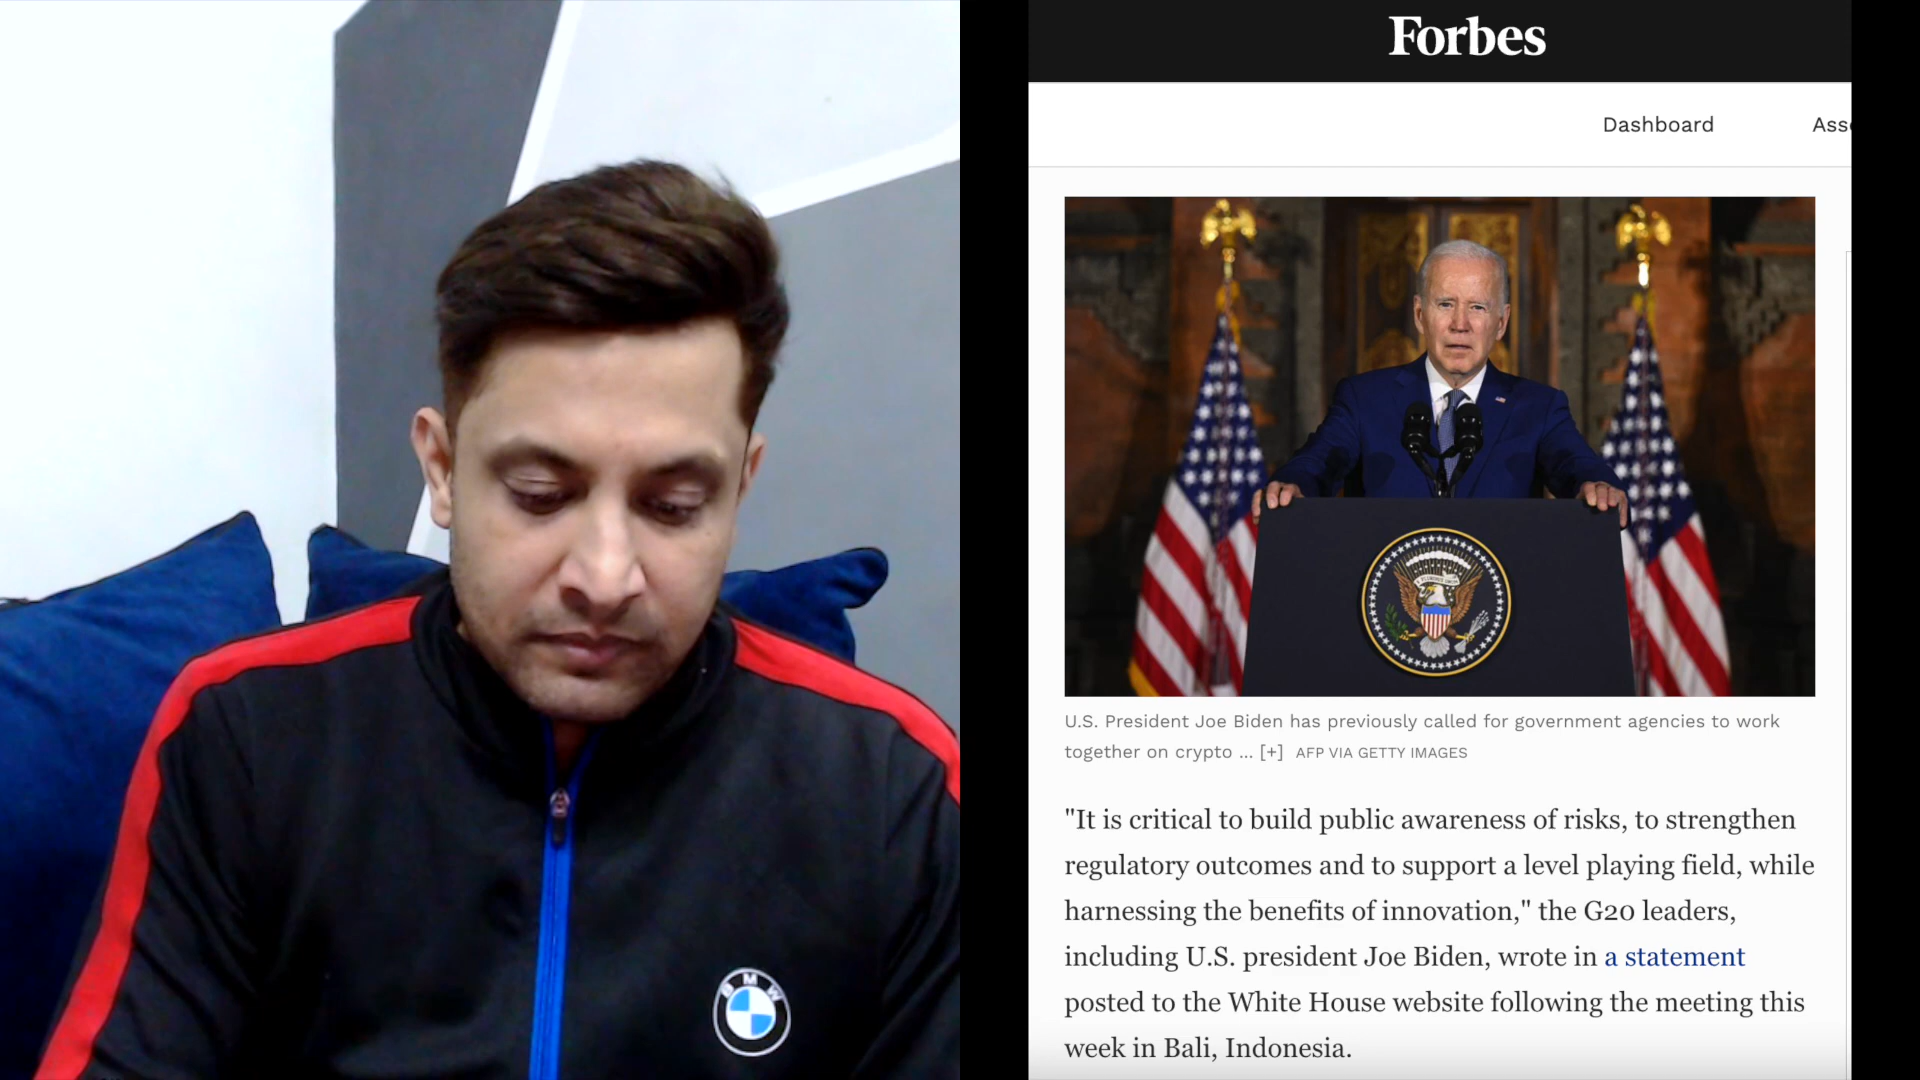 Forbes
Dashboard
Ass
U.S. President Joe Biden has previously called for government agencies to work
together on crypto ... [+] AFP VIA GETTY IMAGES
"It is critical to build public awareness of risks, to strengthen
regulatory outcomes and to support a level playing field, while
harnessing the benefits of innovation," the G20 leaders,
including U.S. president Joe Biden, wrote in a statement
posted to the White House website following the meeting this
week in Bali, Indonesia.
BMW